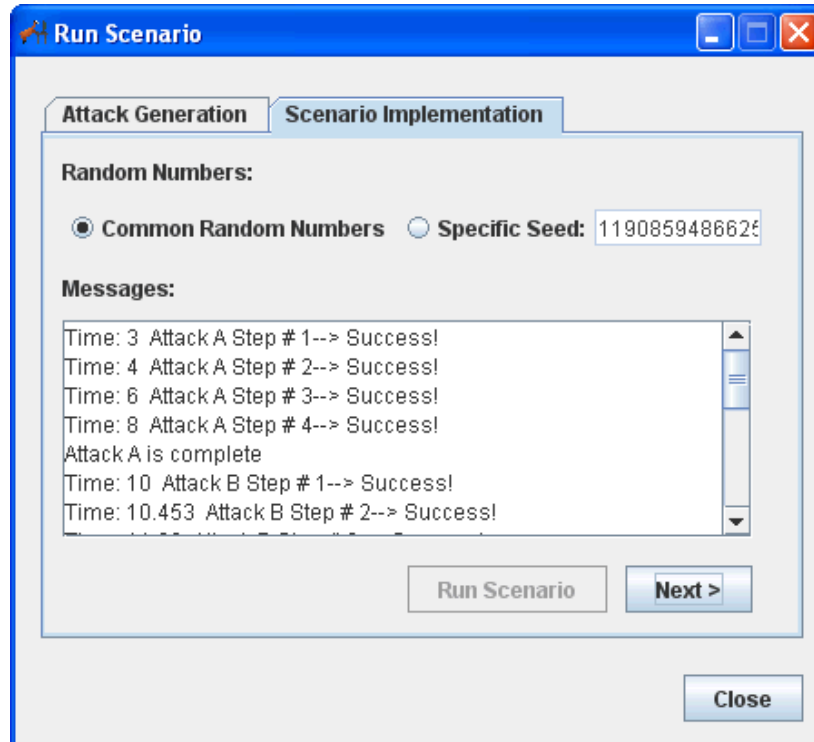 Run Scenario
Attack Generation
Scenario Implementation
Random Numbers:
Common Random Numbers
Specific Seed:
Messages:
Time: 3 Attack A Step # 1--> Success!
Time: 4 Attack A Step # 2--> Success!
Time: 6 Attack A Step # 3--> Success!
Time: 8 Attack A Step # 4--> Success!
Attack A is complete
Time: 10 Attack B Step # 1--> Success!
Time: 10.453 Attack B Step # 2--> Success!
Run Scenario
Next >
Close